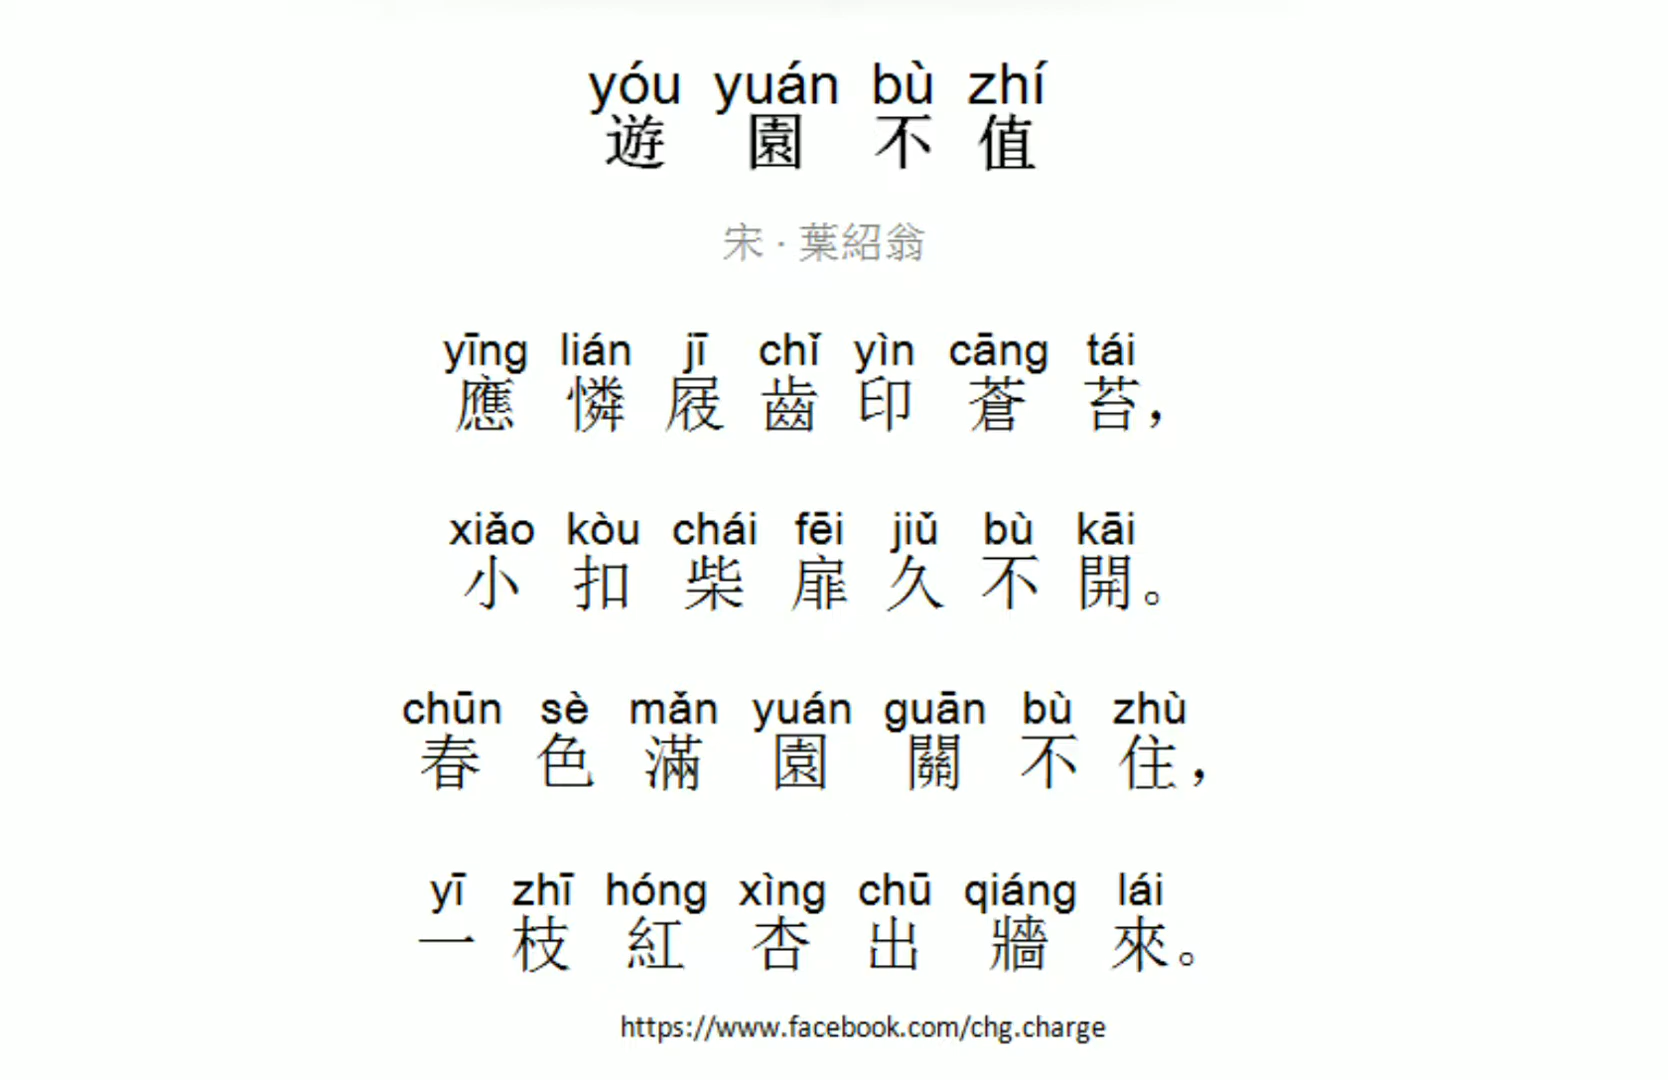 yóu yuán bù zhí
遊園不值
宋·葉紹翁
yīng lián jī chǐ yìn cāng tái
應憐屐齒印蒼苔，
xiǎo kòu chái fēi jiǔ bù kāi
小扣柴扉久不開。
chūn sè mǎn yuán guān bù zhù
春色滿園關不住，
yī zhī hóng xìng chū qiáng lái
一枝紅杏出牆來。
https://www.facebook.com/chg.charge